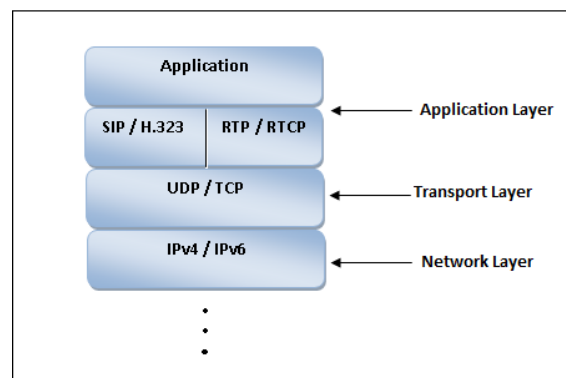 Application
Application Layer
SIP / H.323
RTP / RTCP
UDP / TCP
Transport Layer
IPv4 / IPv6
Network Layer